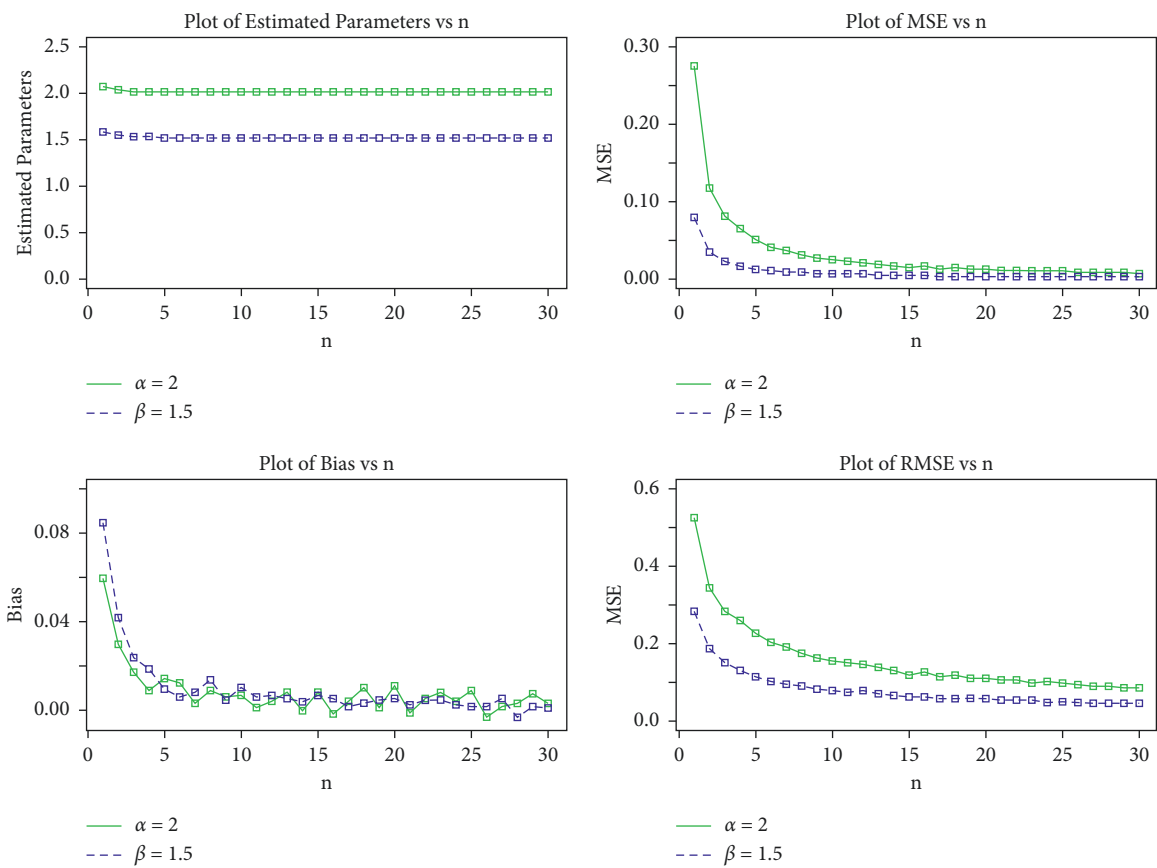 Plot of Estimated Parameters vs n
Estimated Parameters
2.5
2.0
1.5
1.0
0.5
0.0
0 5 10 15 20 25 30
n
α = 2
β = 1.5
Plot of MSE vs n
MSE
0.30
0.20
0.10
0.00
0 5 10 15 20 25 30
n
α = 2
β = 1.5
Plot of Bias vs n
Bias
0.08
0.04
0.00
0 5 10 15 20 25 30
n
α = 2
β = 1.5
Plot of RMSE vs n
MSE
0.6
0.4
0.2
0.0
0 5 10 15 20 25 30
n
α = 2
β = 1.5